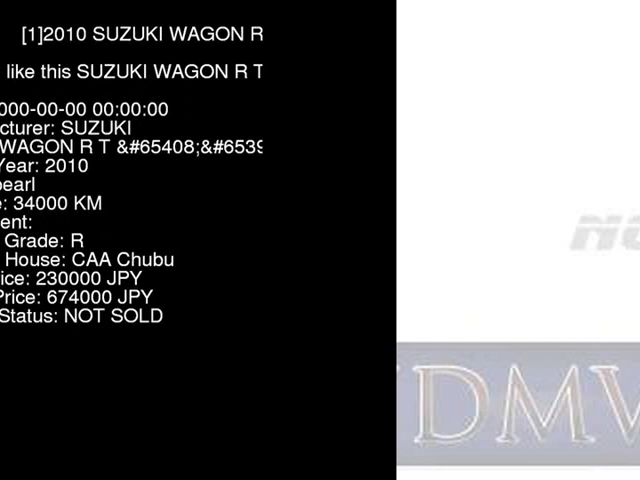 [1]2010 SUZUKI WAGON R
like this SUZUKI WAGON R T
000-00-00 00:00:00
cturer: SUZUKI
WAGON R T &#65408;&#6539
Year: 2010
pearl
e: 34000 KM
ent:
Grade: R
House: CAA Chubu
ice: 230000 JPY
Price: 674000 JPY
Status: NOT SOLD
NO
DMV